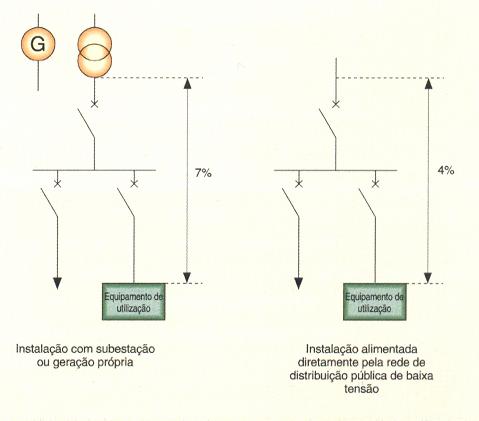 G
7%
4%
Equipamento de
utilização
Equipamento de
utilização
Instalação com subestação
ou geração própria
Instalação alimentada
diretamente pela rede de
distribuição pública de baixa
tensão